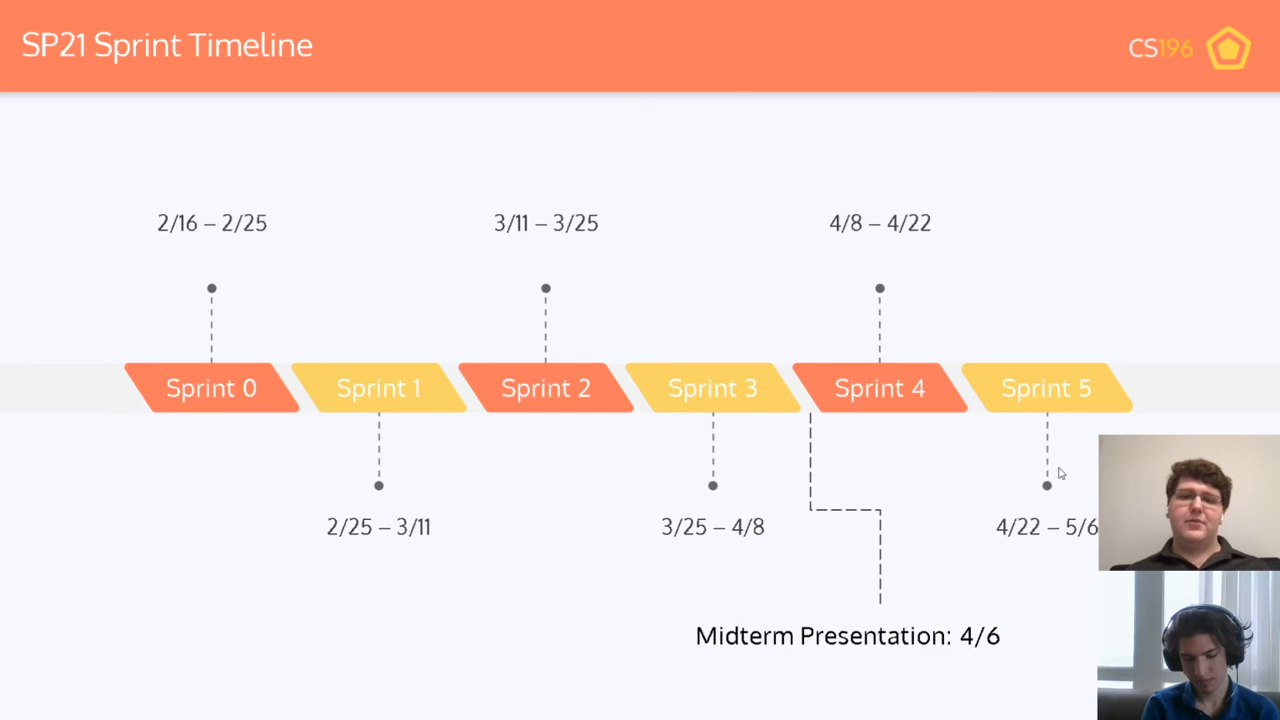 SP21 Sprint Timeline
CS196
2/16 – 2/25
3/11 – 3/25
4/8 – 4/22
Sprint 0
Sprint 1
Sprint 2
Sprint 3
Sprint 4
Sprint 5
2/25 – 3/11
3/25 – 4/8
4/22 – 5/6
Midterm Presentation: 4/6